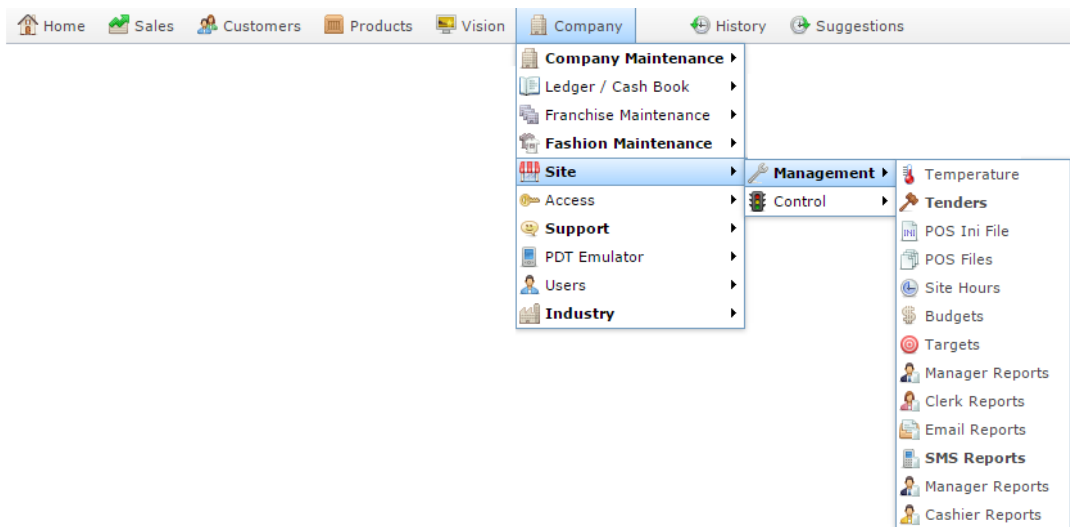 Home Sales Customers Products Vision Company History Suggestions
Company Maintenance
Ledger / Cash Book
Franchise Maintenance
Fashion Maintenance
Site
Access
Support
PDT Emulator
Users
Industry
Management
Control
Temperature
Tenders
INI POS Ini File
POS Files
Site Hours
Budgets
Targets
Manager Reports
Clerk Reports
Email Reports
SMS Reports
Manager Reports
Cashier Reports